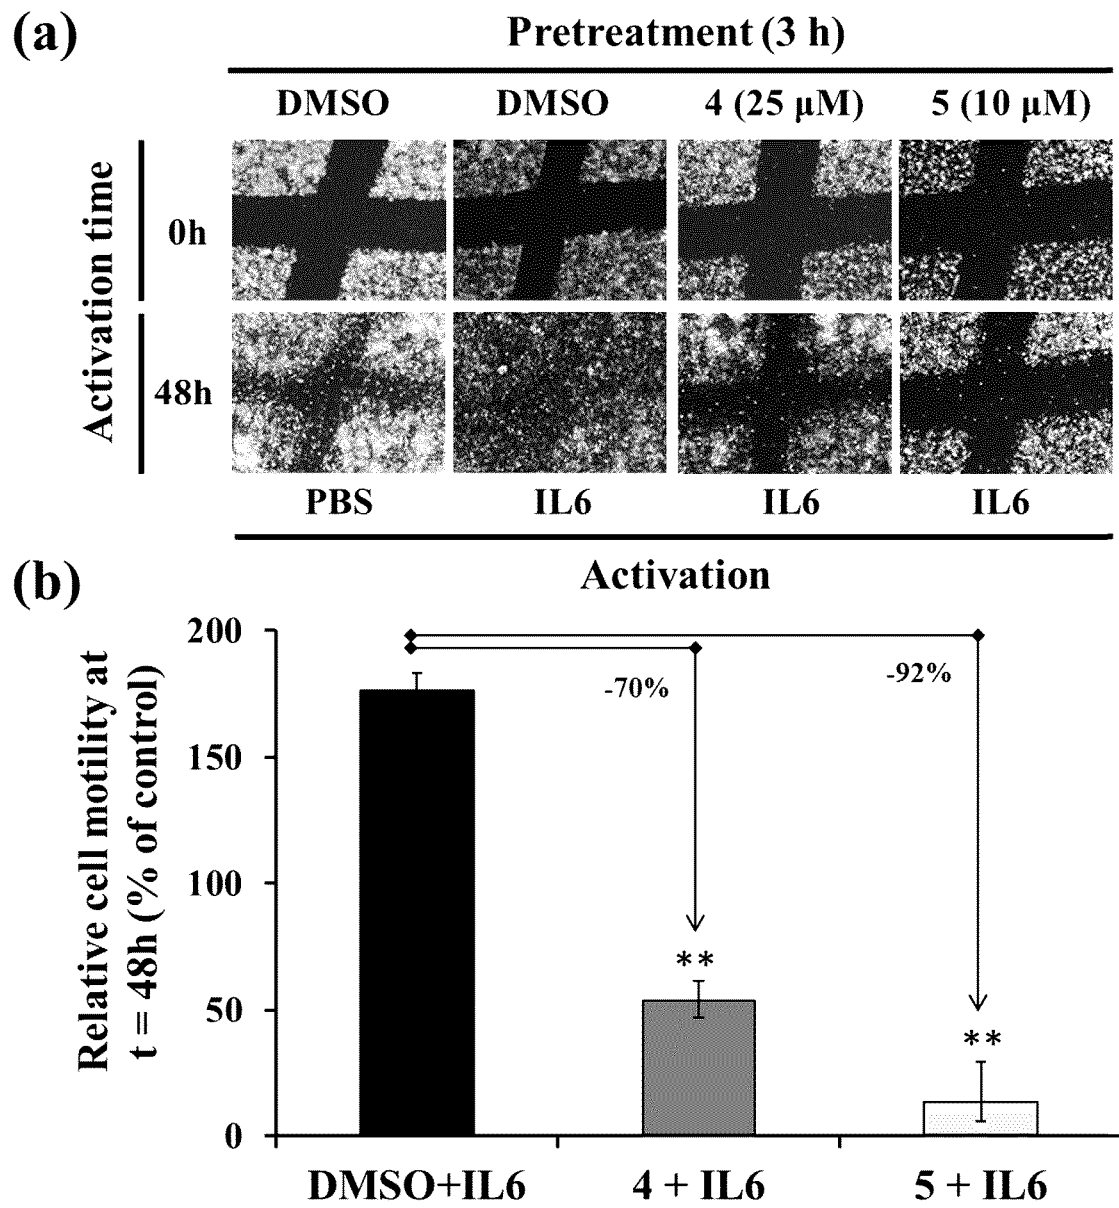 (a)
Pretreatment (3 h)
DMSO DMSO 4 (25 µM) 5 (10 µM)
Activation time
0h
48h
PBS IL6 IL6 IL6
Activation
(b)
Relative cell motility at
t = 48h (% of control)
200
150
100
50
0
-70%
-92%
**
**
DMSO+IL6 4 + IL6 5 + IL6